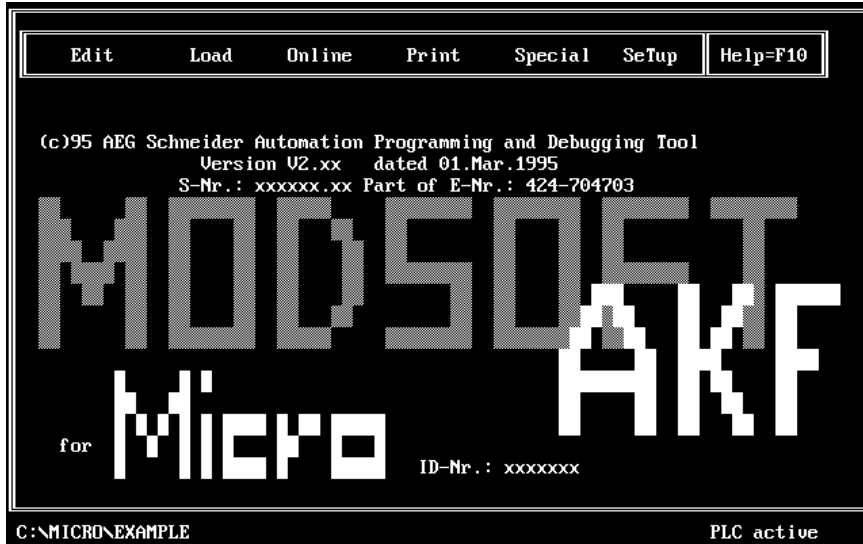 Edit Load Online Print Special SeTup Help=F10
(c)95 AEG Schneider Automation Programming and Debugging Tool
Version V2.xx dated 01.Mar.1995
S-Nr.: xxxxxx.xx Part of E-Nr.: 424-704703
MODSOFT
AKF
for Micro
ID-Nr.: xxxxxxx
C:\MICRO\EXAMPLE PLC active